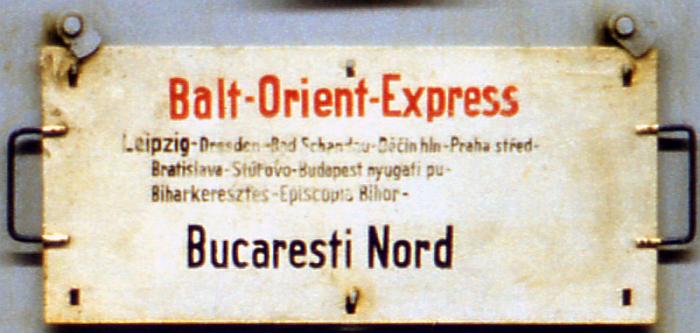 Balt-Orient-Express
Leipzig-Dresden-Bad Schandau-Děčín hln-Praha střed-
Bratislava-Štúrovo-Budapest nyugati pu-
Biharkeresztes-Episcopia Bihor-
Bucaresti Nord